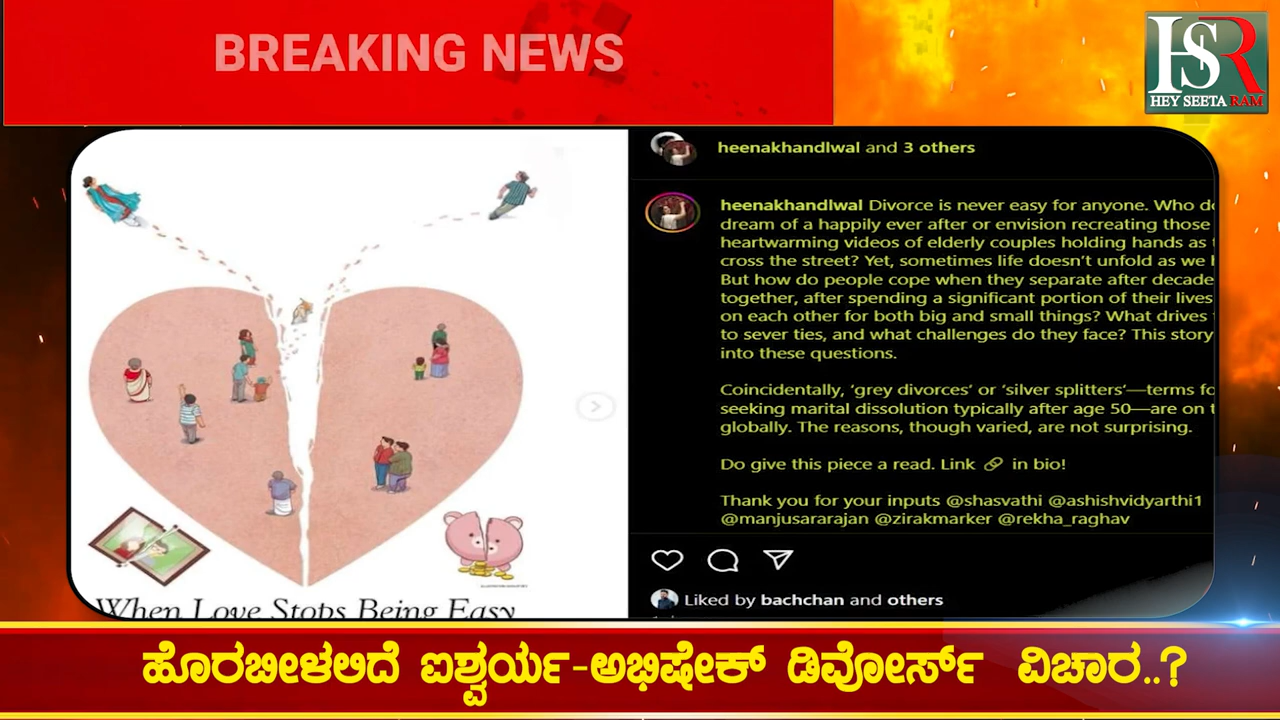 BREAKING NEWS
HSR
HEY SEETA RAM
heenakhandlwal and 3 others
heenakhandlwal Divorce is never easy for anyone. Who do
dream of a happily ever after or envision recreating those
heartwarming videos of elderly couples holding hands as
cross the street? Yet, sometimes life doesn't unfold as we
But how do people cope when they separate after decade
together, after spending a significant portion of their lives
on each other for both big and small things? What drives
to sever ties, and what challenges do they face? This story
into these questions.
Coincidentally, 'grey divorces' or 'silver splitters'—terms fo
seeking marital dissolution typically after age 50—are on
globally. The reasons, though varied, are not surprising.
Do give this piece a read. Link 🔗 in bio!
Thank you for your inputs @shasvathi @ashishvidyarthi1
@manjusararajan @zirakmarker @rekha_raghav
Liked by bachchan and others
When Love Stops Being Easy
ಹೊರಬೀಳಲಿದೆ ಐಶ್ವರ್ಯ-ಅಭಿಷೇಕ್ ಡಿವೋರ್ಸ್ ವಿಚಾರ..?